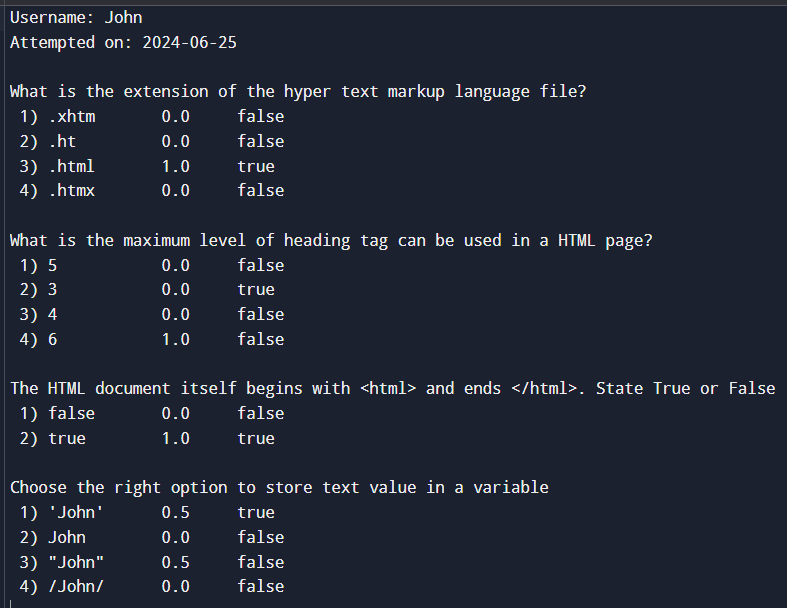 Username: John
Attempted on: 2024-06-25
What is the extension of the hyper text markup language file?
1) .xhtm 0.0 false
2) .ht 0.0 false
3) .html 1.0 true
4) .htmx 0.0 false
What is the maximum level of heading tag can be used in a HTML page?
1) 5 0.0 false
2) 3 0.0 true
3) 4 0.0 false
4) 6 1.0 false
The HTML document itself begins with <html> and ends </html>. State True or False
1) false 0.0 false
2) true 1.0 true
Choose the right option to store text value in a variable
1) 'John' 0.5 true
2) John 0.0 false
3) "John" 0.5 false
4) /John/ 0.0 false